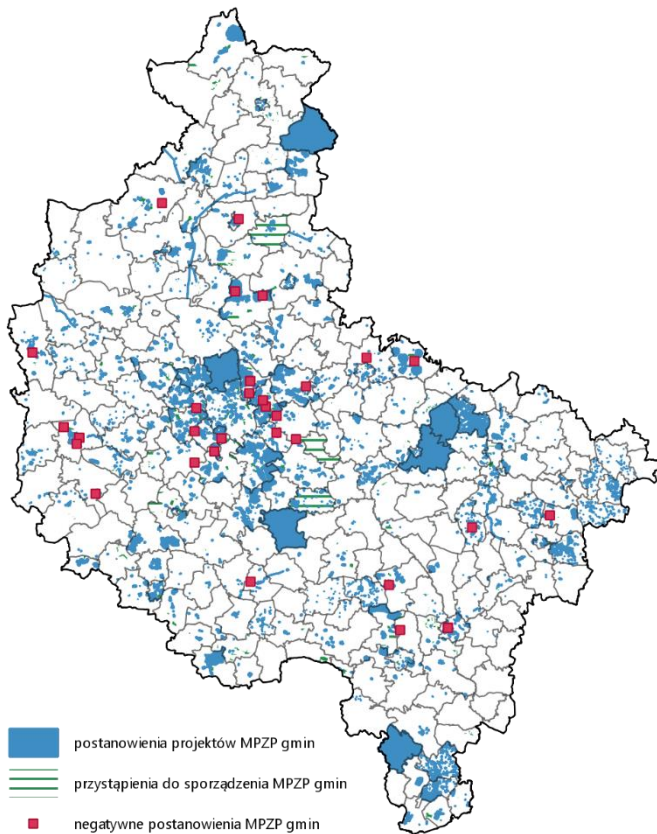 postanowienia projektów MPZP gmin
przystąpienia do sporządzenia MPZP gmin
negatywne postanowienia MPZP gmin